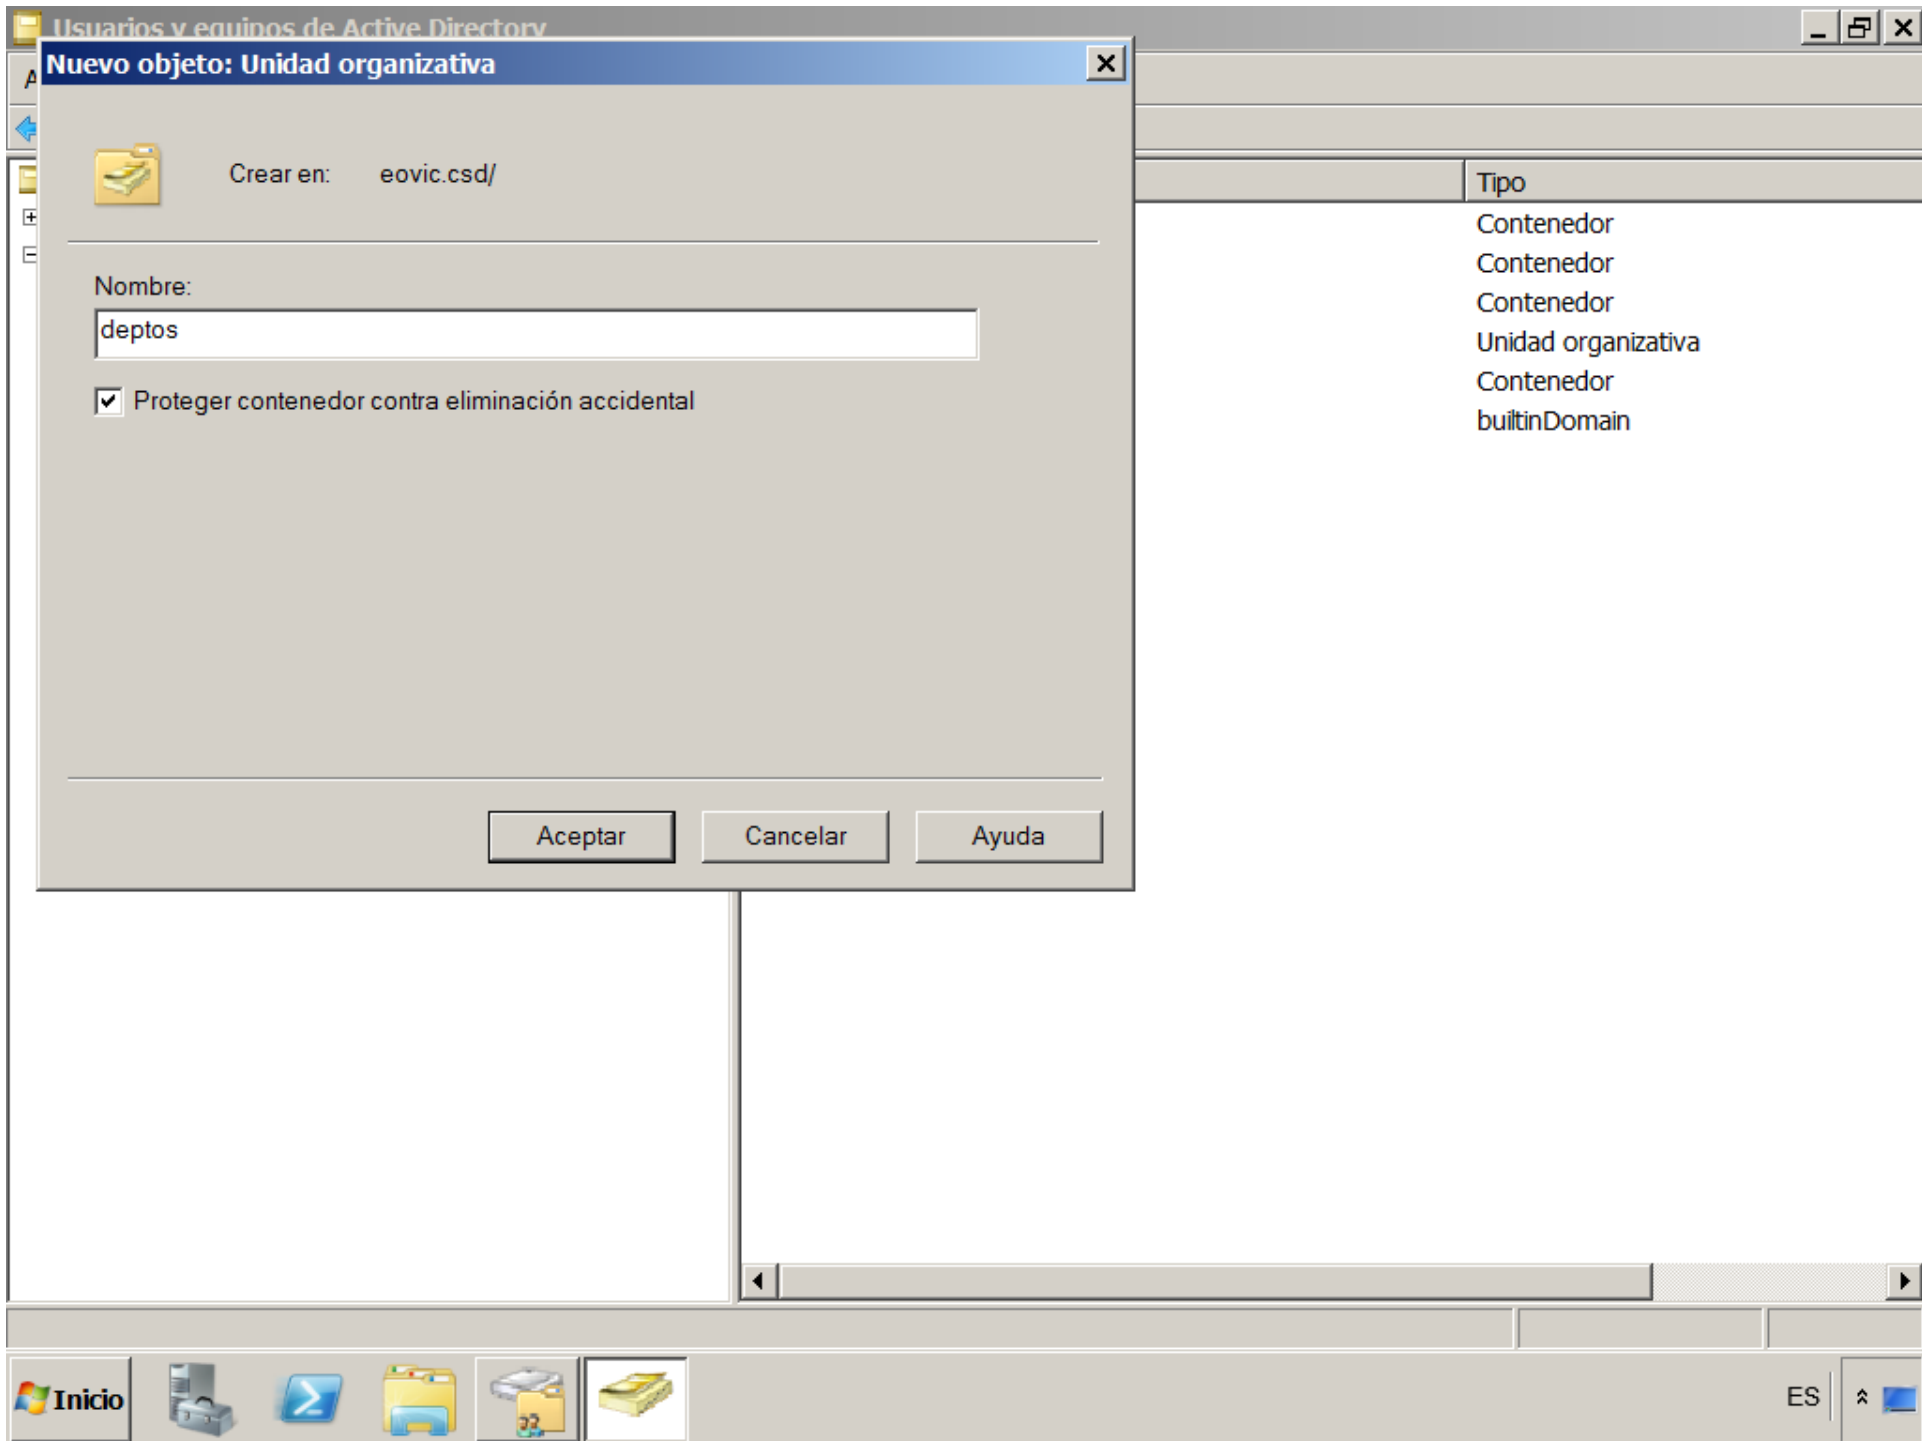 Usuarios y equipos de Active Directory
Nuevo objeto: Unidad organizativa
A
Crear en: eovic.csd/
Nombre:
deptos
Proteger contenedor contra eliminación accidental
Aceptar
Cancelar
Ayuda
Tipo
Contenedor
Contenedor
Contenedor
Unidad organizativa
Contenedor
builtinDomain
Inicio
ES